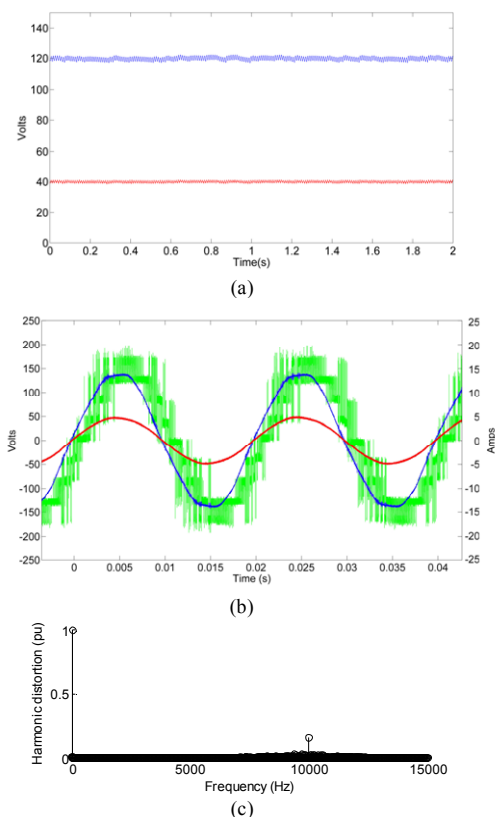 140
120
100
80
60
40
20
0
Volts
0 0.2 0.4 0.6 0.8 1 1.2 1.4 1.6 1.8 2
Time(s)
(a)
250 25
200 20
150 15
100 10
50 5
0 0
-50 -5
-100 -10
-150 -15
-200 -20
-250 -25
Volts
Amps
0 0.005 0.01 0.015 0.02 0.025 0.03 0.035 0.04
Time (s)
(b)
Harmonic distortion (pu)
1
0.5
0
0 5000 10000 15000
Frequency (Hz)
(c)